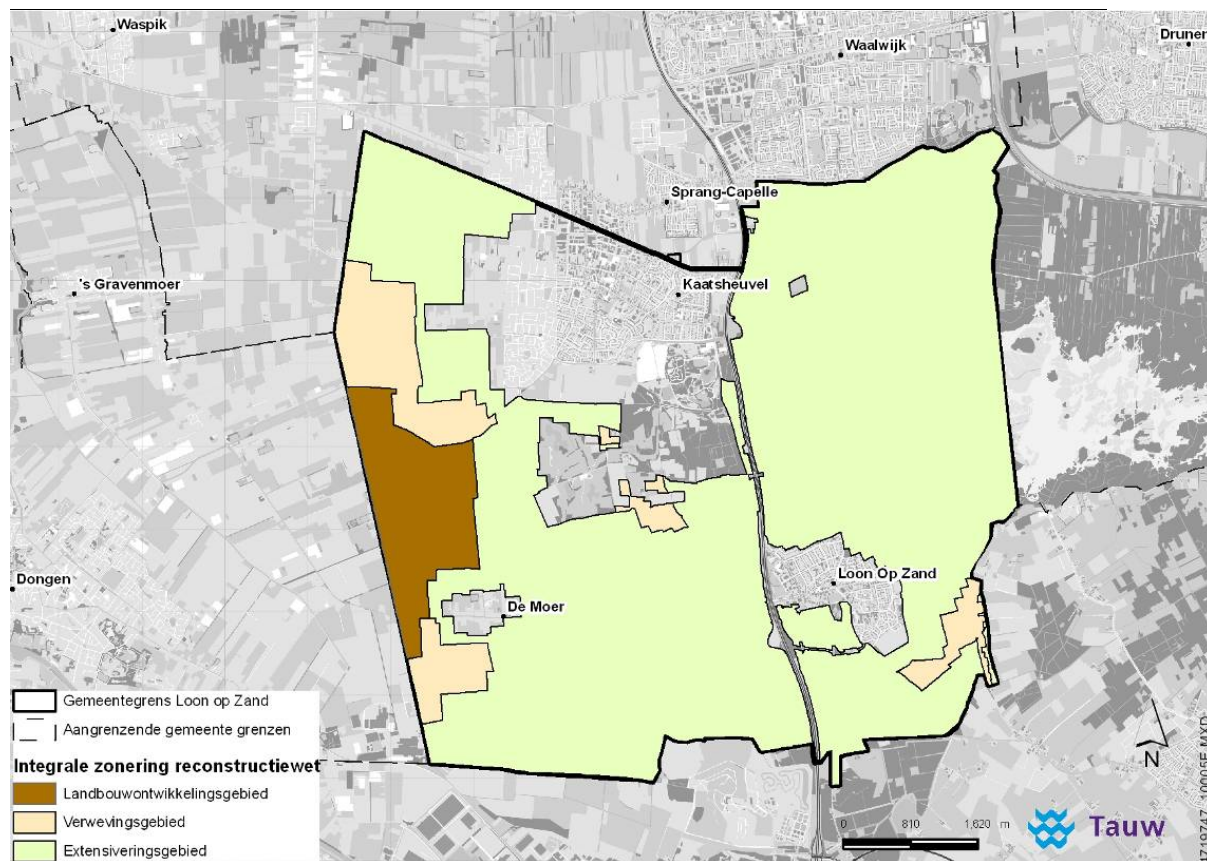 Waspik
Waalwijk
Drunen
Sprang-Capelle
's Gravenmoer
Kaatsheuvel
Dongen
Loon Op Zand
De Moer
Gemeentegrens Loon op Zand
Aangrenzende gemeente grenzen
Integrale zonering reconstructiewet
Landbouwontwikkelingsgebied
Verwevingsgebied
Extensiveringsgebied
N
0 810 1,620 m
Tauw